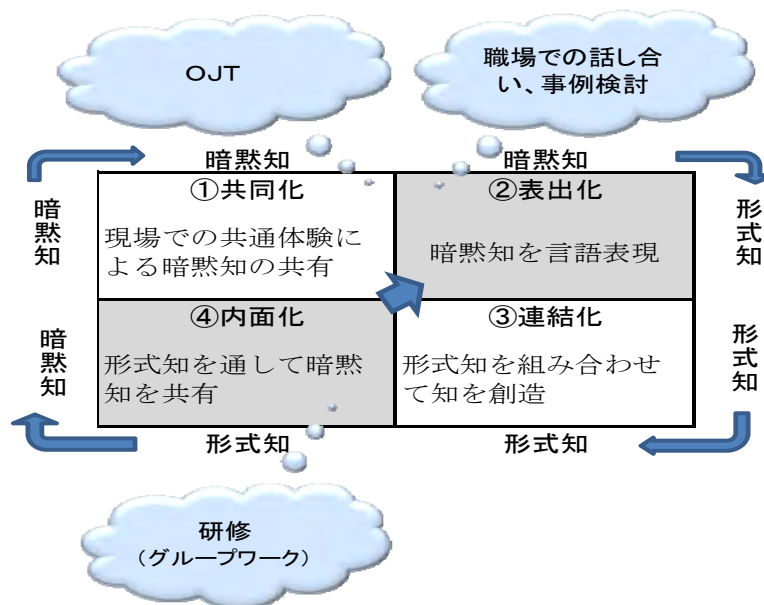 OJT
職場での話し合
い、事例検討
暗黙知
暗黙知
暗黙知
①共同化
現場での共通体験に
よる暗黙知の共有
②表出化
暗黙知を言語表現
形式知
暗黙知
④内面化
形式知を通して暗黙
知を共有
③連結化
形式知を組み合わせ
て知を創造
形式知
形式知
形式知
研修
(グループワーク)